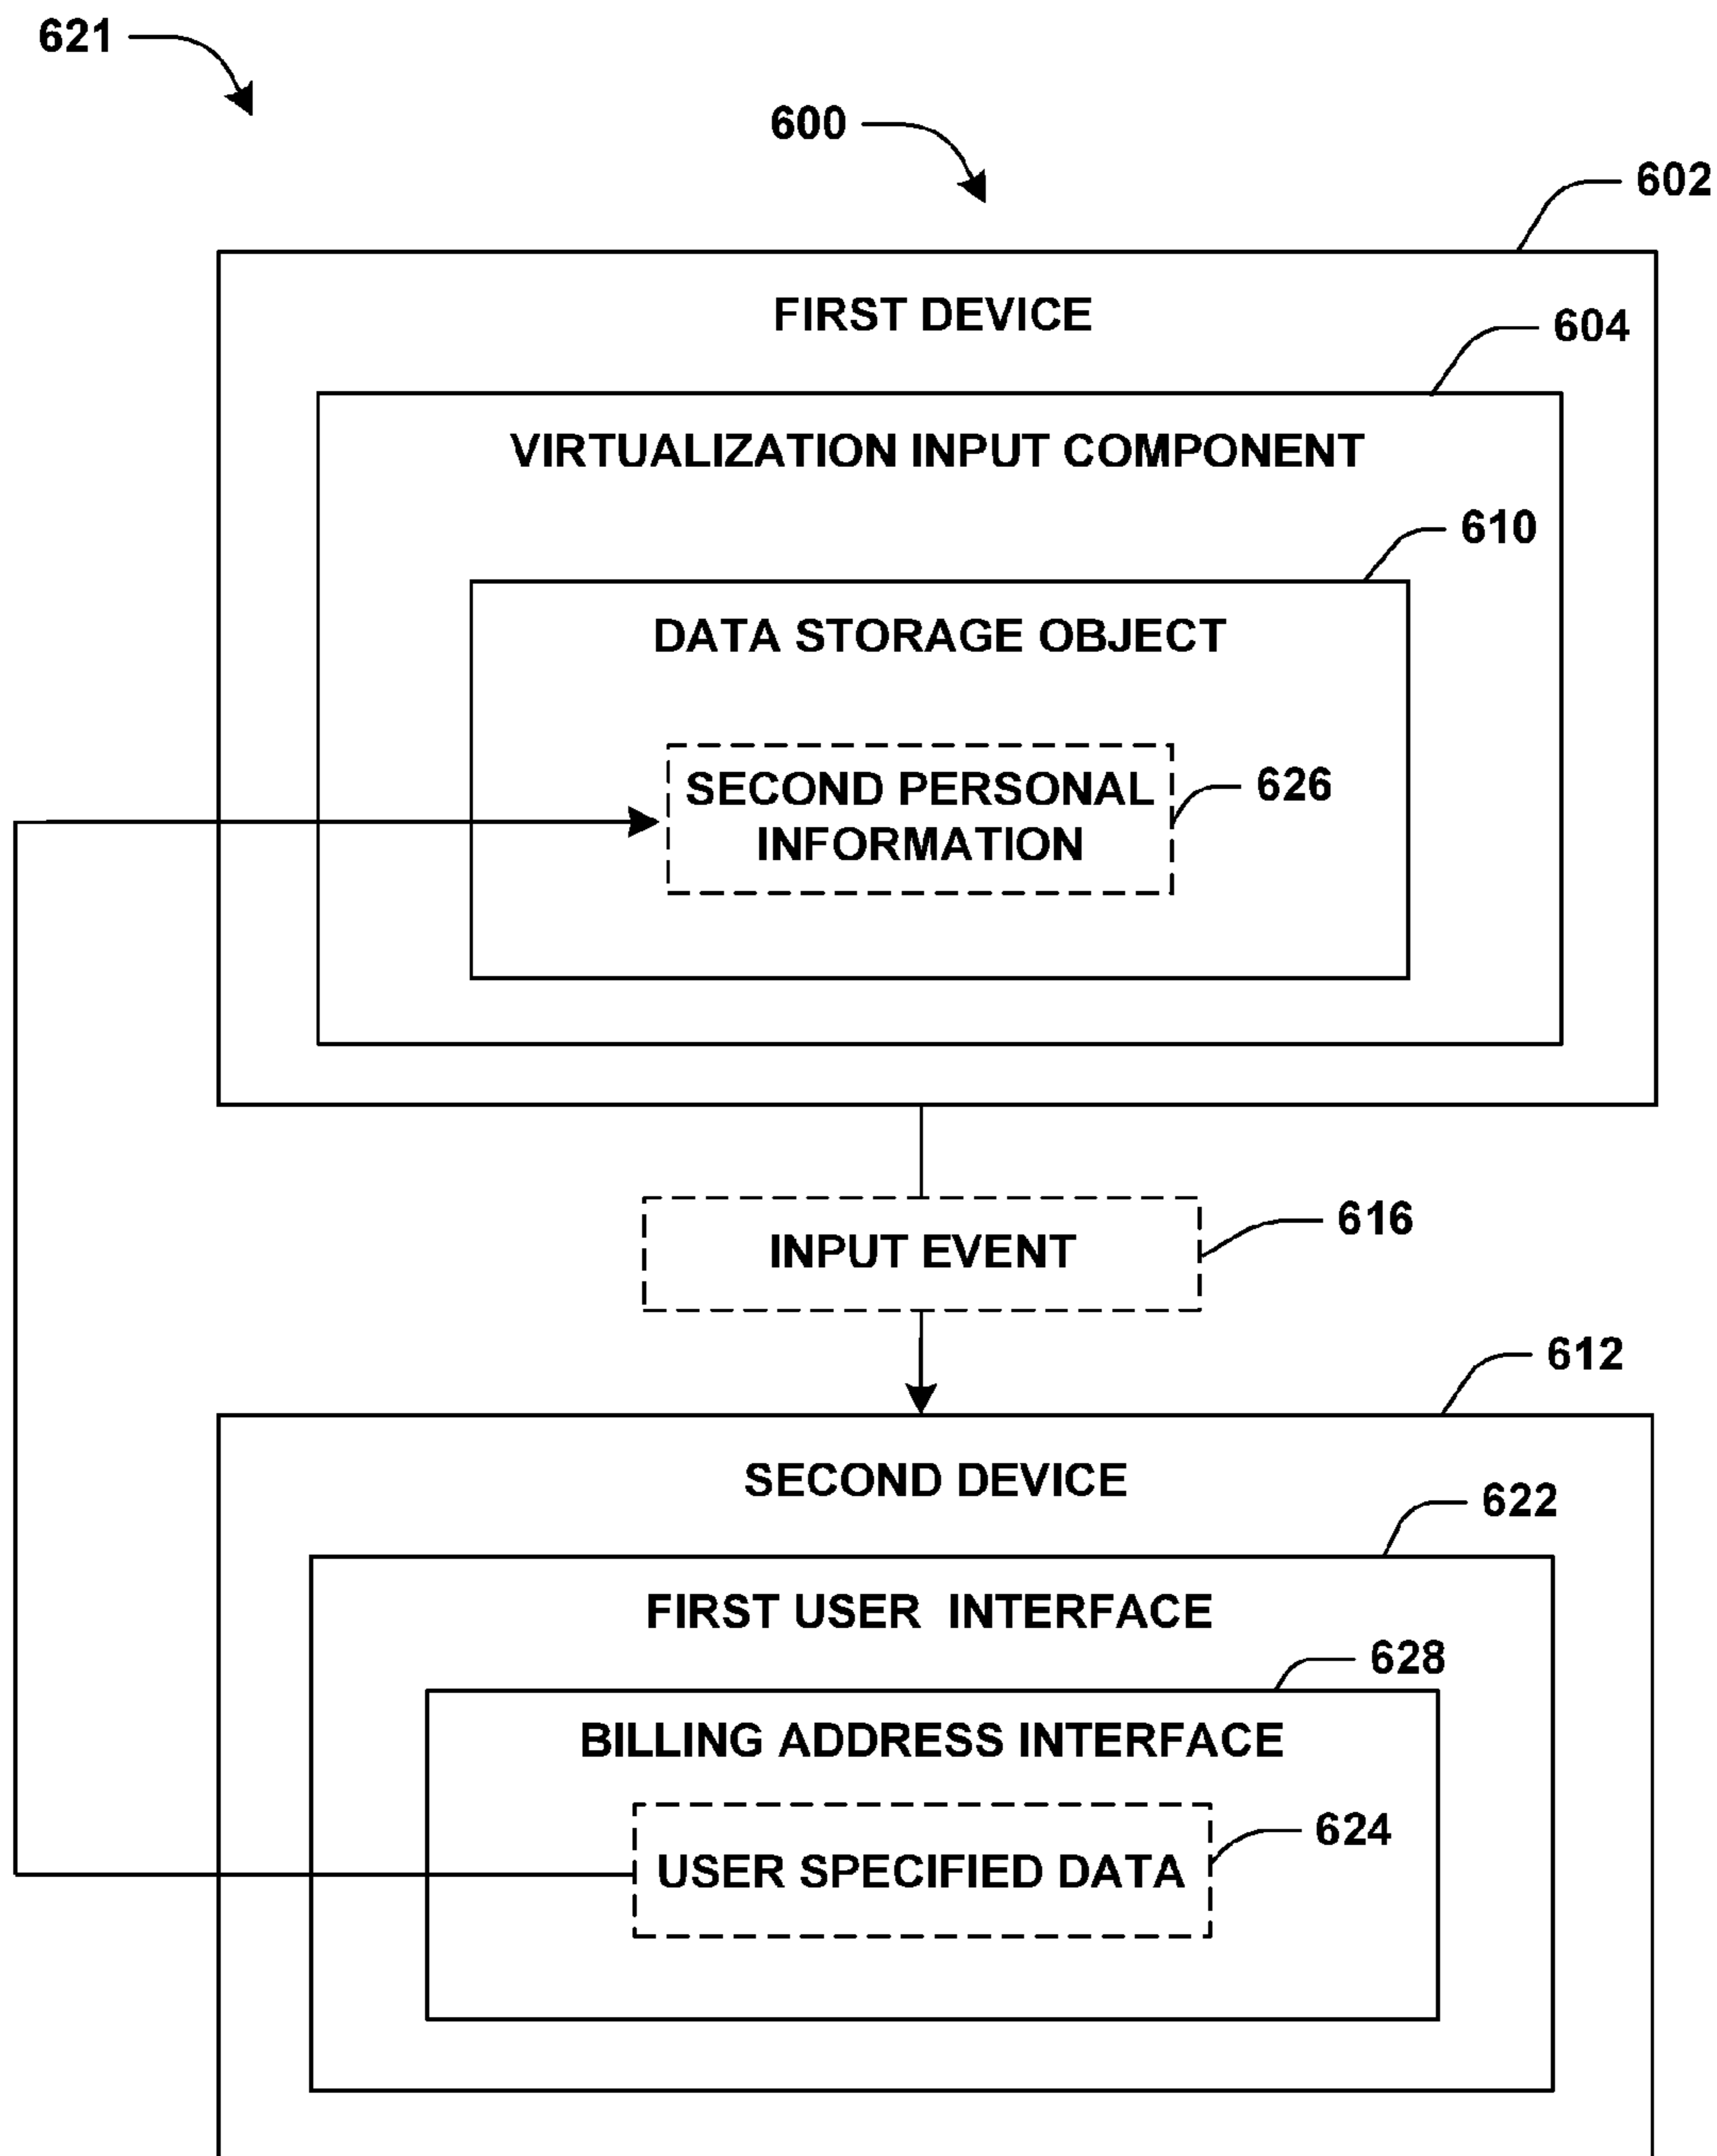 621
600
602
FIRST DEVICE
604
VIRTUALIZATION INPUT COMPONENT
610
DATA STORAGE OBJECT
SECOND PERSONAL
INFORMATION
626
INPUT EVENT
616
612
SECOND DEVICE
622
FIRST USER INTERFACE
628
BILLING ADDRESS INTERFACE
624
USER SPECIFIED DATA